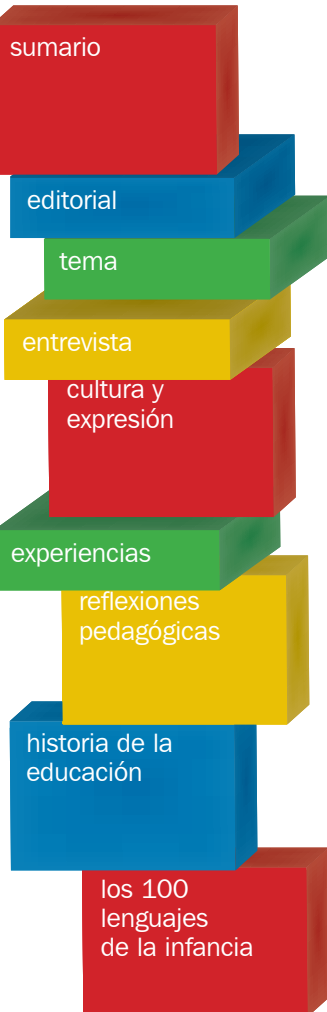 sumario
editorial
tema
entrevista
cultura y
expresión
experiencias
reflexiones
pedagógicas
historia de la
educación
los 100
lenguajes
de la infancia